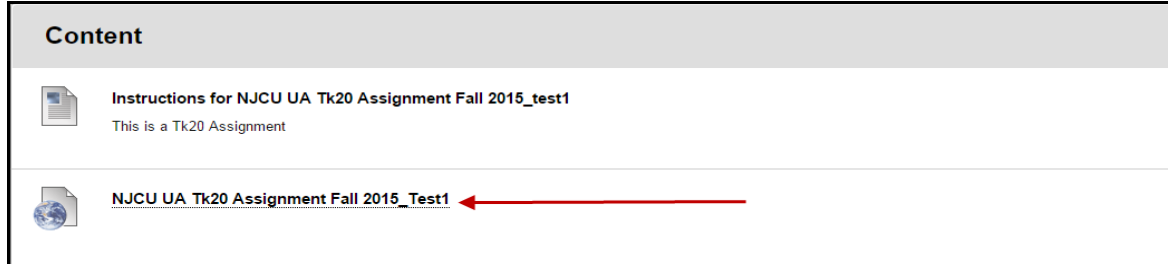 Content
Instructions for NJCU UA Tk20 Assignment Fall 2015_test1
This is a Tk20 Assignment
NJCU UA Tk20 Assignment Fall 2015_Test1